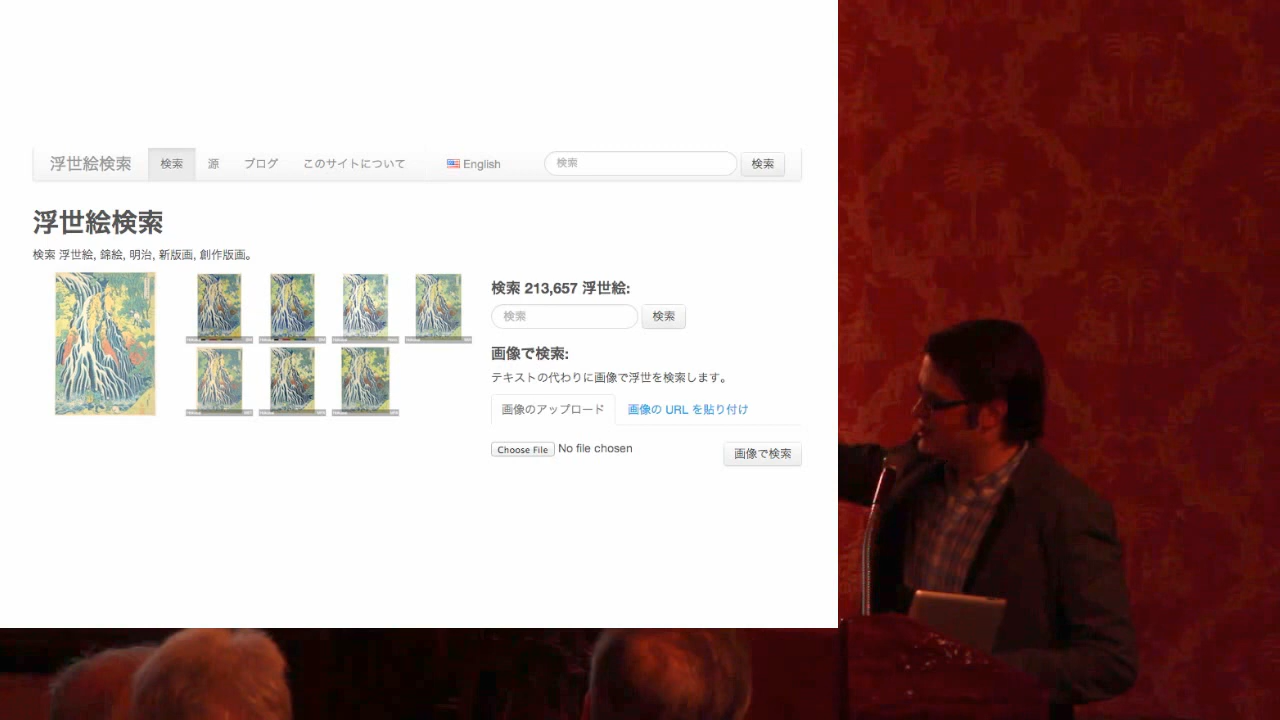 浮世絵検索 検索 源 ブログ このサイトについて English 検索 検索
浮世絵検索
検索 浮世絵, 錦絵, 明治, 新版画, 創作版画。
検索 213,657 浮世絵:
検索 検索
画像で検索:
テキストの代わりに画像で浮世を検索します。
画像のアップロード 画像の URL を貼り付け
Choose File No file chosen 画像で検索